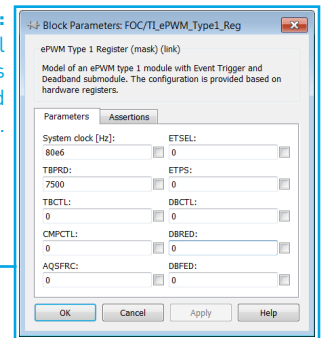 :
l
s
d
.
Block Parameters: FOC/TI_ePWM_Type1_Reg
ePWM Type 1 Register (mask) (link)
Model of an ePWM type 1 module with Event Trigger and
Deadband submodule. The configuration is provided based on
hardware registers.
Parameters Assertions
System clock [Hz]: ETSEL:
80e6 0
TBPRD: ETPS:
7500 0
TBCTL: DBCTL:
0 0
CMPCTL: DBRED:
0 0
AQSFRC: DBFED:
0 0
OK Cancel Apply Help